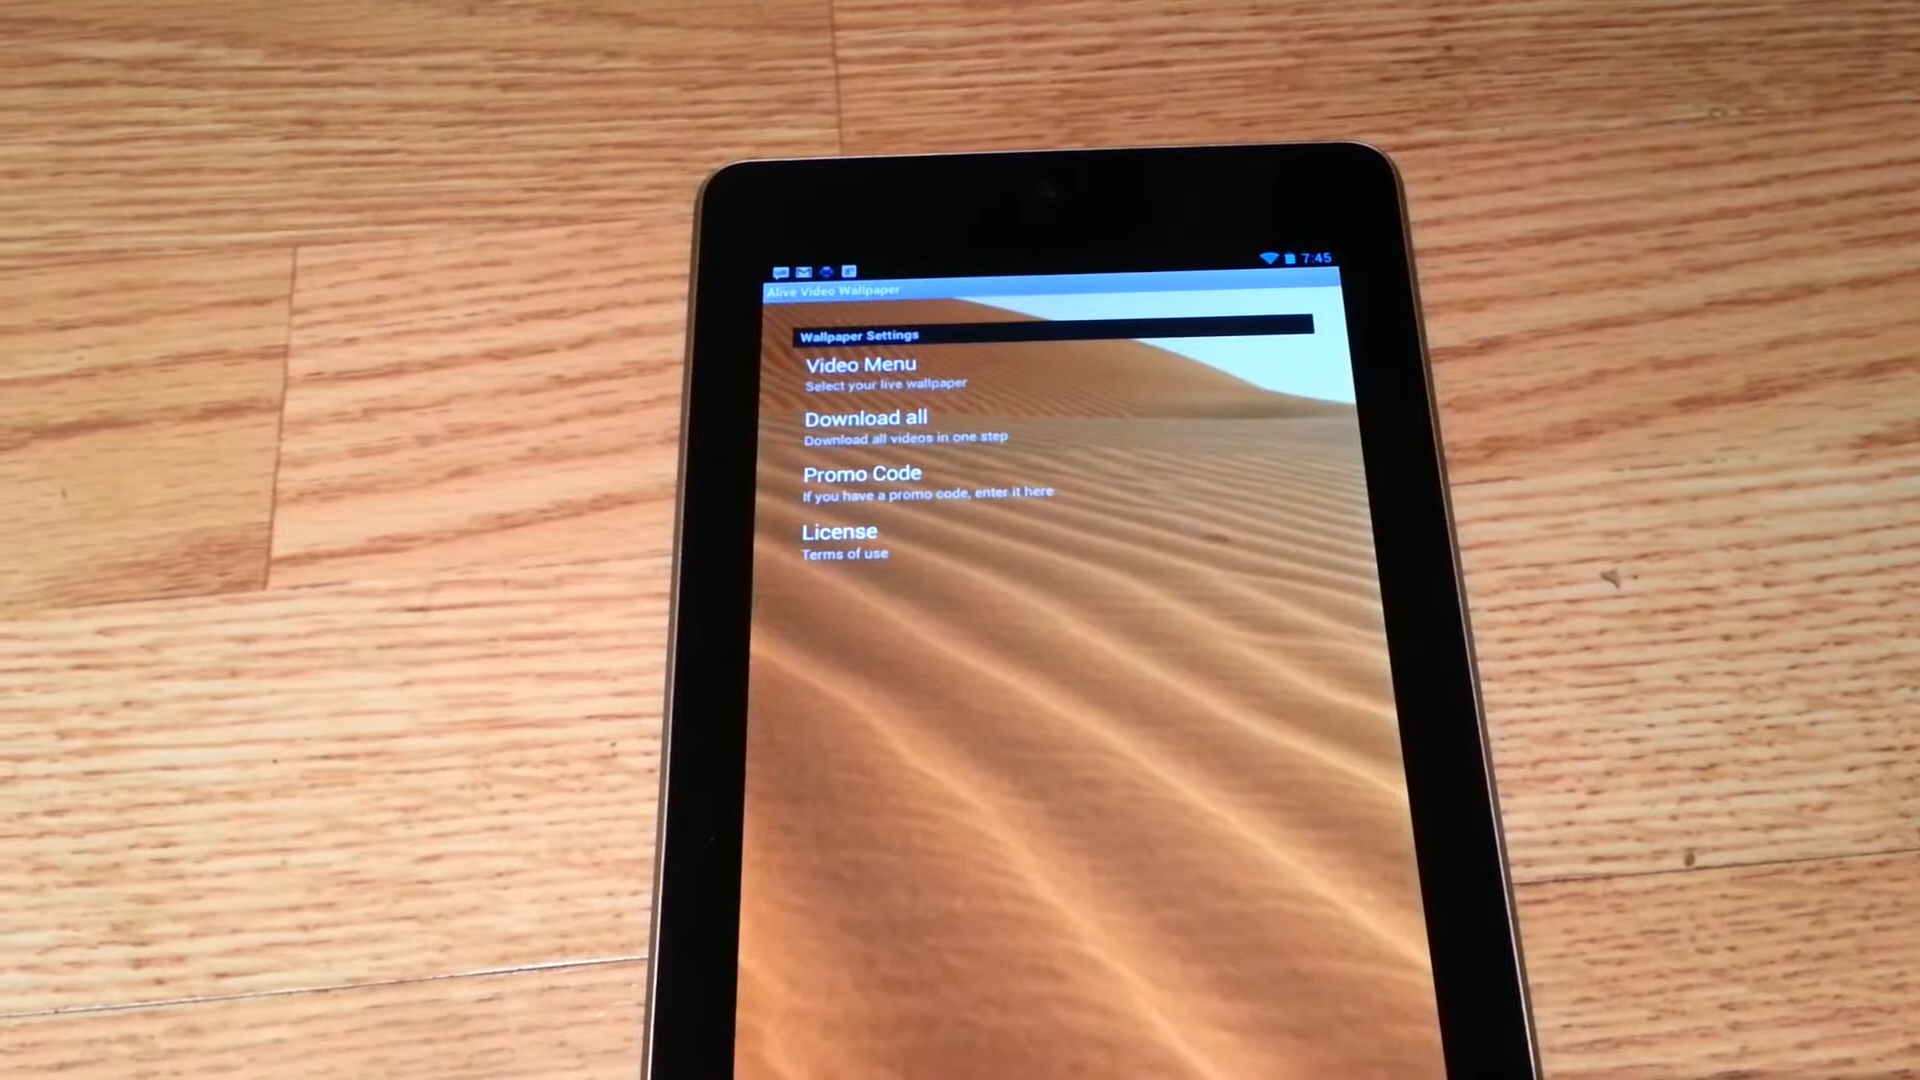 7:45
Alive Video Wallpaper
Wallpaper Settings
Video Menu
Select your live wallpaper
Download all
Download all videos in one step
Promo Code
If you have a promo code, enter it here
License
Terms of use